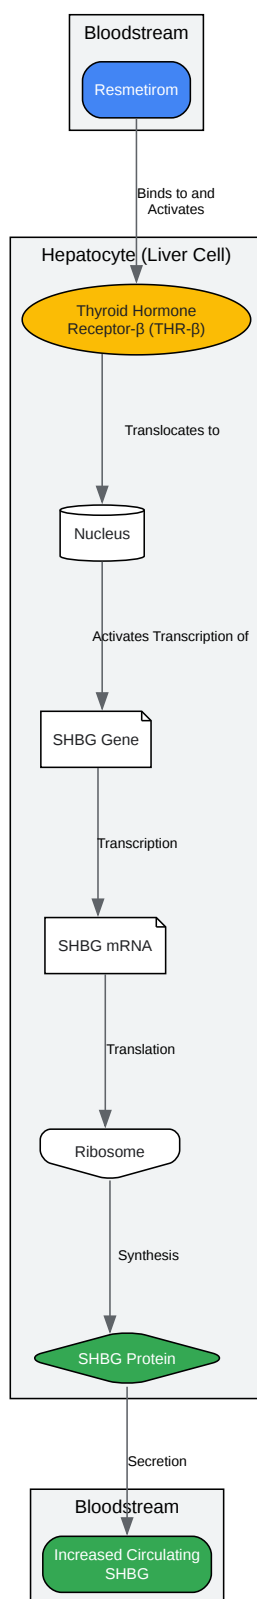 Bloodstream
Resmetirom
Binds to and
Activates
Hepatocyte (Liver Cell)
Thyroid Hormone
Receptor-β (THR-β)
Translocates to
Nucleus
Activates Transcription of
SHBG Gene
Transcription
SHBG mRNA
Translation
Ribosome
Synthesis
SHBG Protein
Secretion
Bloodstream
Increased Circulating
SHBG